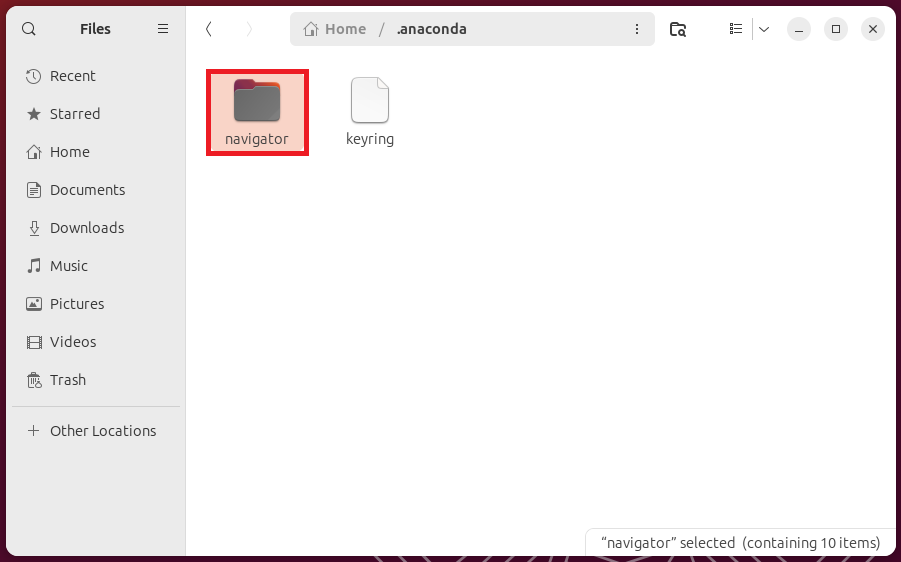 Files
Home / .anaconda
Recent
Starred
Home
Documents
Downloads
Music
Pictures
Videos
Trash
Other Locations
navigator
keyring
“navigator” selected (containing 10 items)